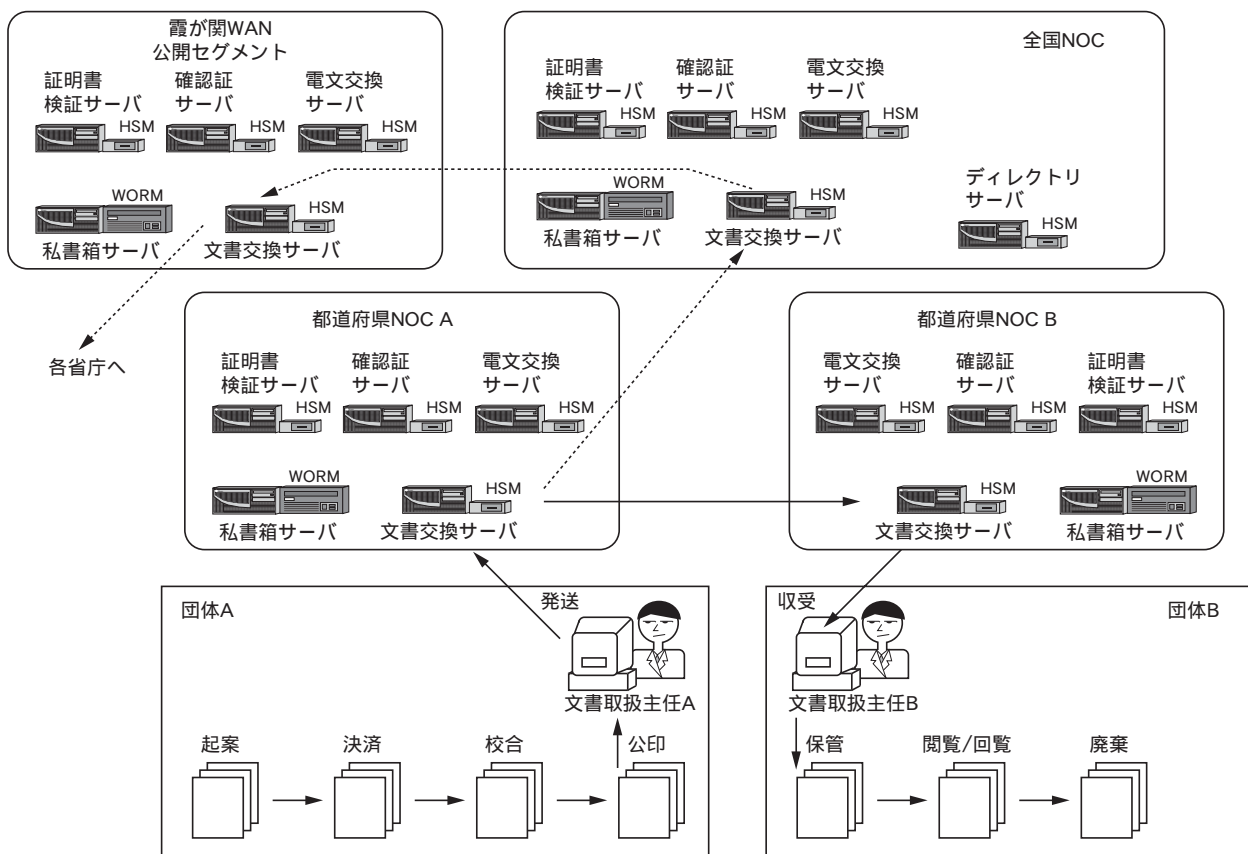 霞が関WAN
公開セグメント
証明書
検証サーバ
確認証
サーバ
電文交換
サーバ
HSM
HSM
HSM
WORM
HSM
私書箱サーバ
文書交換サーバ
全国NOC
証明書
検証サーバ
確認証
サーバ
電文交換
サーバ
HSM
HSM
HSM
WORM
HSM
私書箱サーバ
文書交換サーバ
ディレクトリ
サーバ
HSM
各省庁へ
都道府県NOC A
証明書
検証サーバ
確認証
サーバ
電文交換
サーバ
HSM
HSM
HSM
WORM
HSM
私書箱サーバ
文書交換サーバ
都道府県NOC B
電文交換
サーバ
確認証
サーバ
証明書
検証サーバ
HSM
HSM
HSM
HSM
WORM
文書交換サーバ
私書箱サーバ
団体A
発送
文書取扱主任A
起案
決済
校合
公印
収受
団体B
文書取扱主任B
保管
閲覧/回覧
廃棄